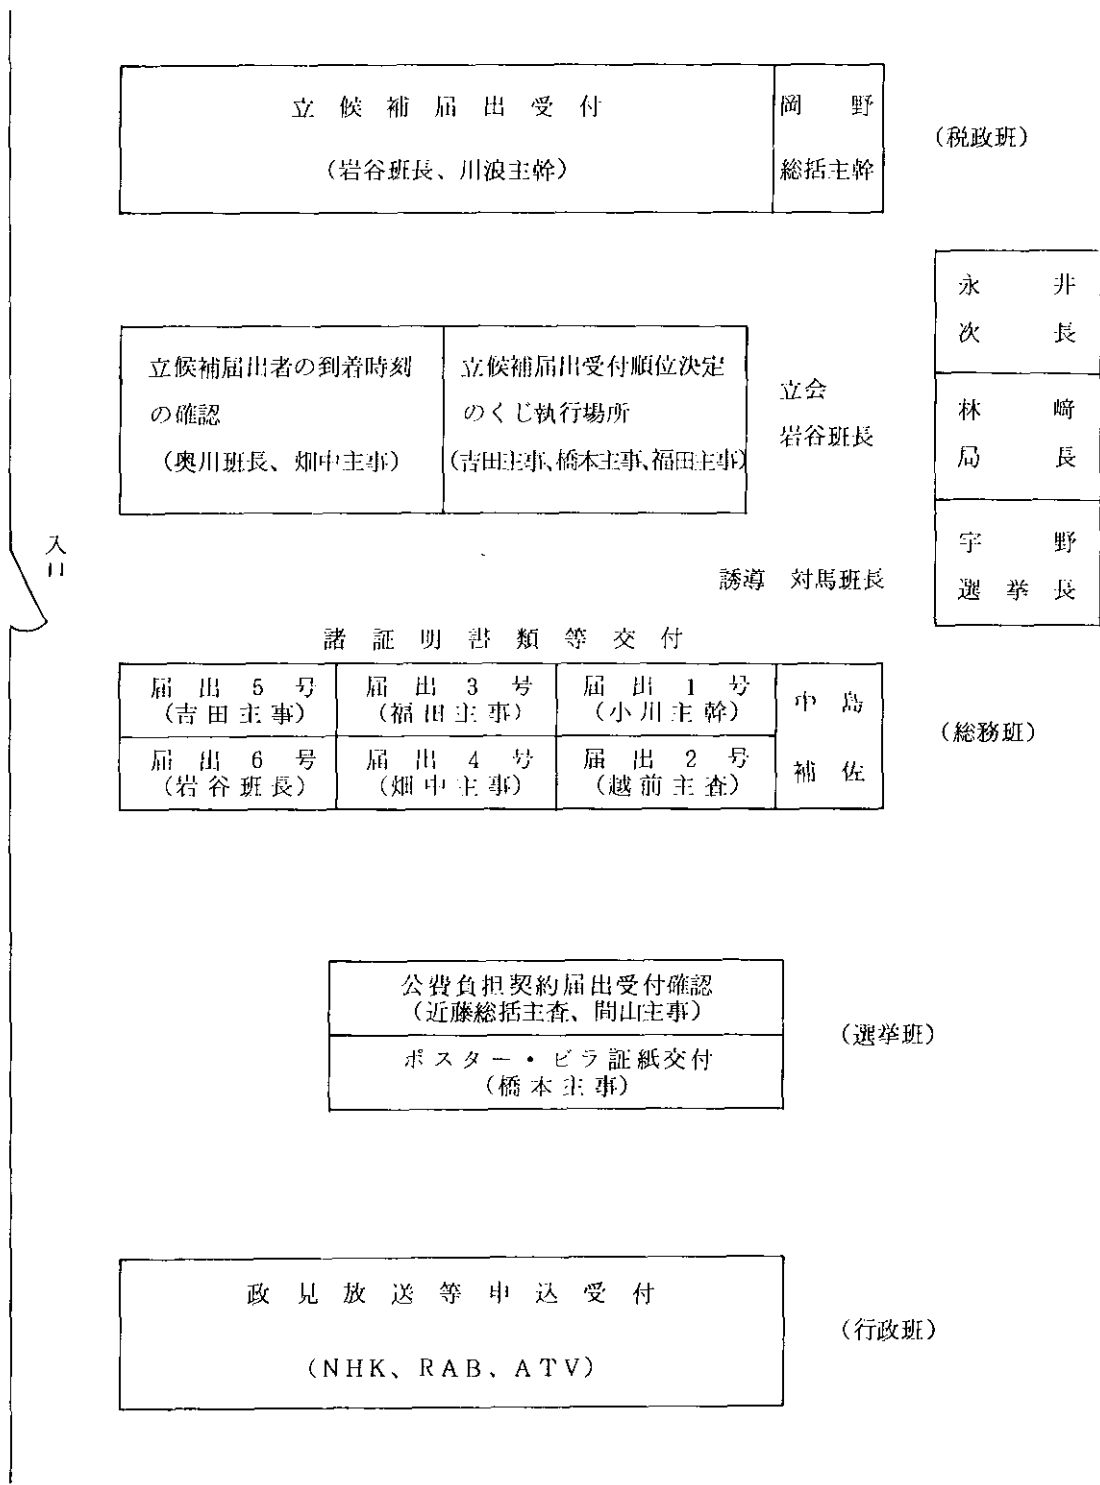 立候補届出受付
(岩谷班長、川浪主幹)
岡野
総括主幹
(税政班)
永井
次長
林﨑
局長
宇野
選挙長
立候補届出者の到着時刻
の確認
(奥川班長、畑中主事)
立候補届出受付順位決定
のくじ執行場所
(吉田主事、橋本主事、福田主事)
立会
岩谷班長
入口
誘導 対馬班長
諸証明書類等交付
届出5号
(吉田主事)
届出3号
(福田主事)
届出1号
(小川主幹)
中島
補佐
届出6号
(岩谷班長)
届出4号
(畑中主事)
届出2号
(越前主査)
(総務班)
公費負担契約届出受付確認
(近藤総括主査、間山主事)
ポスター・ビラ証紙交付
(橋本主事)
(選挙班)
政見放送等申込受付
(NHK、RAB、ATV)
(行政班)